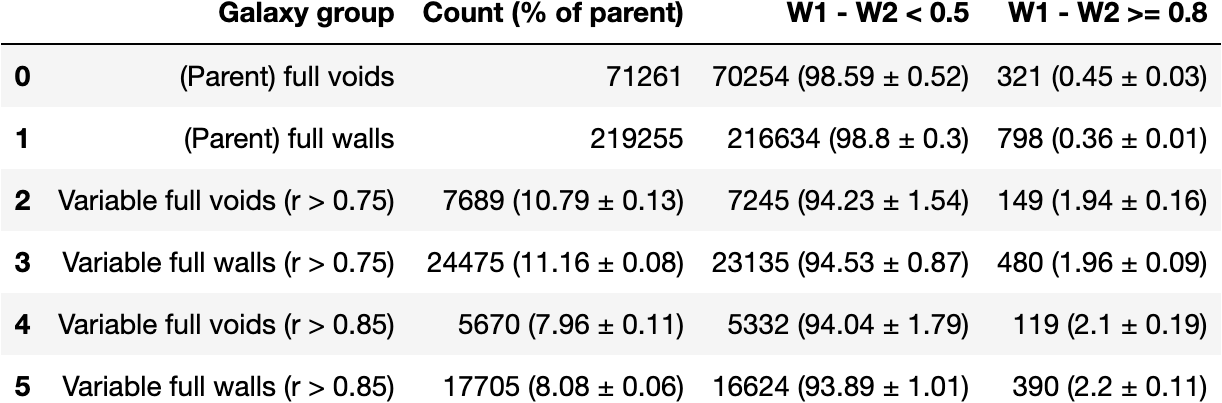 Galaxy group Count (% of parent) W1 - W2 < 0.5 W1 - W2 >= 0.8
0 (Parent) full voids 71261 70254 (98.59 ± 0.52) 321 (0.45 ± 0.03)
1 (Parent) full walls 219255 216634 (98.8 ± 0.3) 798 (0.36 ± 0.01)
2 Variable full voids (r > 0.75) 7689 (10.79 ± 0.13) 7245 (94.23 ± 1.54) 149 (1.94 ± 0.16)
3 Variable full walls (r > 0.75) 24475 (11.16 ± 0.08) 23135 (94.53 ± 0.87) 480 (1.96 ± 0.09)
4 Variable full voids (r > 0.85) 5670 (7.96 ± 0.11) 5332 (94.04 ± 1.79) 119 (2.1 ± 0.19)
5 Variable full walls (r > 0.85) 17705 (8.08 ± 0.06) 16624 (93.89 ± 1.01) 390 (2.2 ± 0.11)